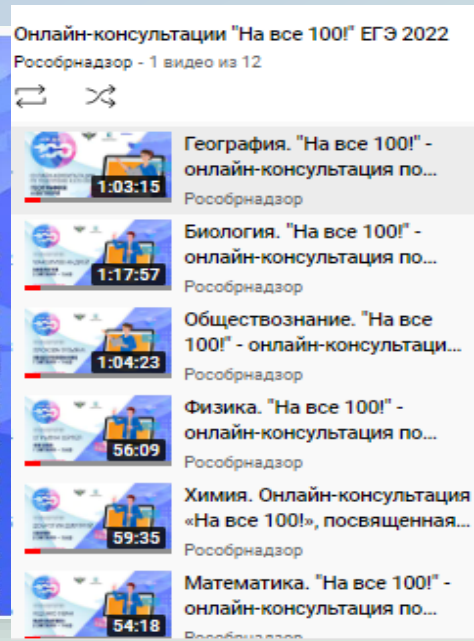 Онлайн-консультации "На все 100!" ЕГЭ 2022
Рособрнадзор - 1 видео из 12
География. "На все 100!" -
онлайн-консультация по...
Рособрнадзор
1:03:15
Биология. "На все 100!" -
онлайн-консультация по...
Рособрнадзор
1:17:57
Обществознание. "На все
100!" - онлайн-консультаци...
Рособрнадзор
1:04:23
Физика. "На все 100!" -
онлайн-консультация по...
Рособрнадзор
56:09
Химия. Онлайн-консультация
«На все 100!», посвященная...
Рособрнадзор
59:35
Математика. "На все 100!" -
онлайн-консультация по...
Рособрнадзор
54:18